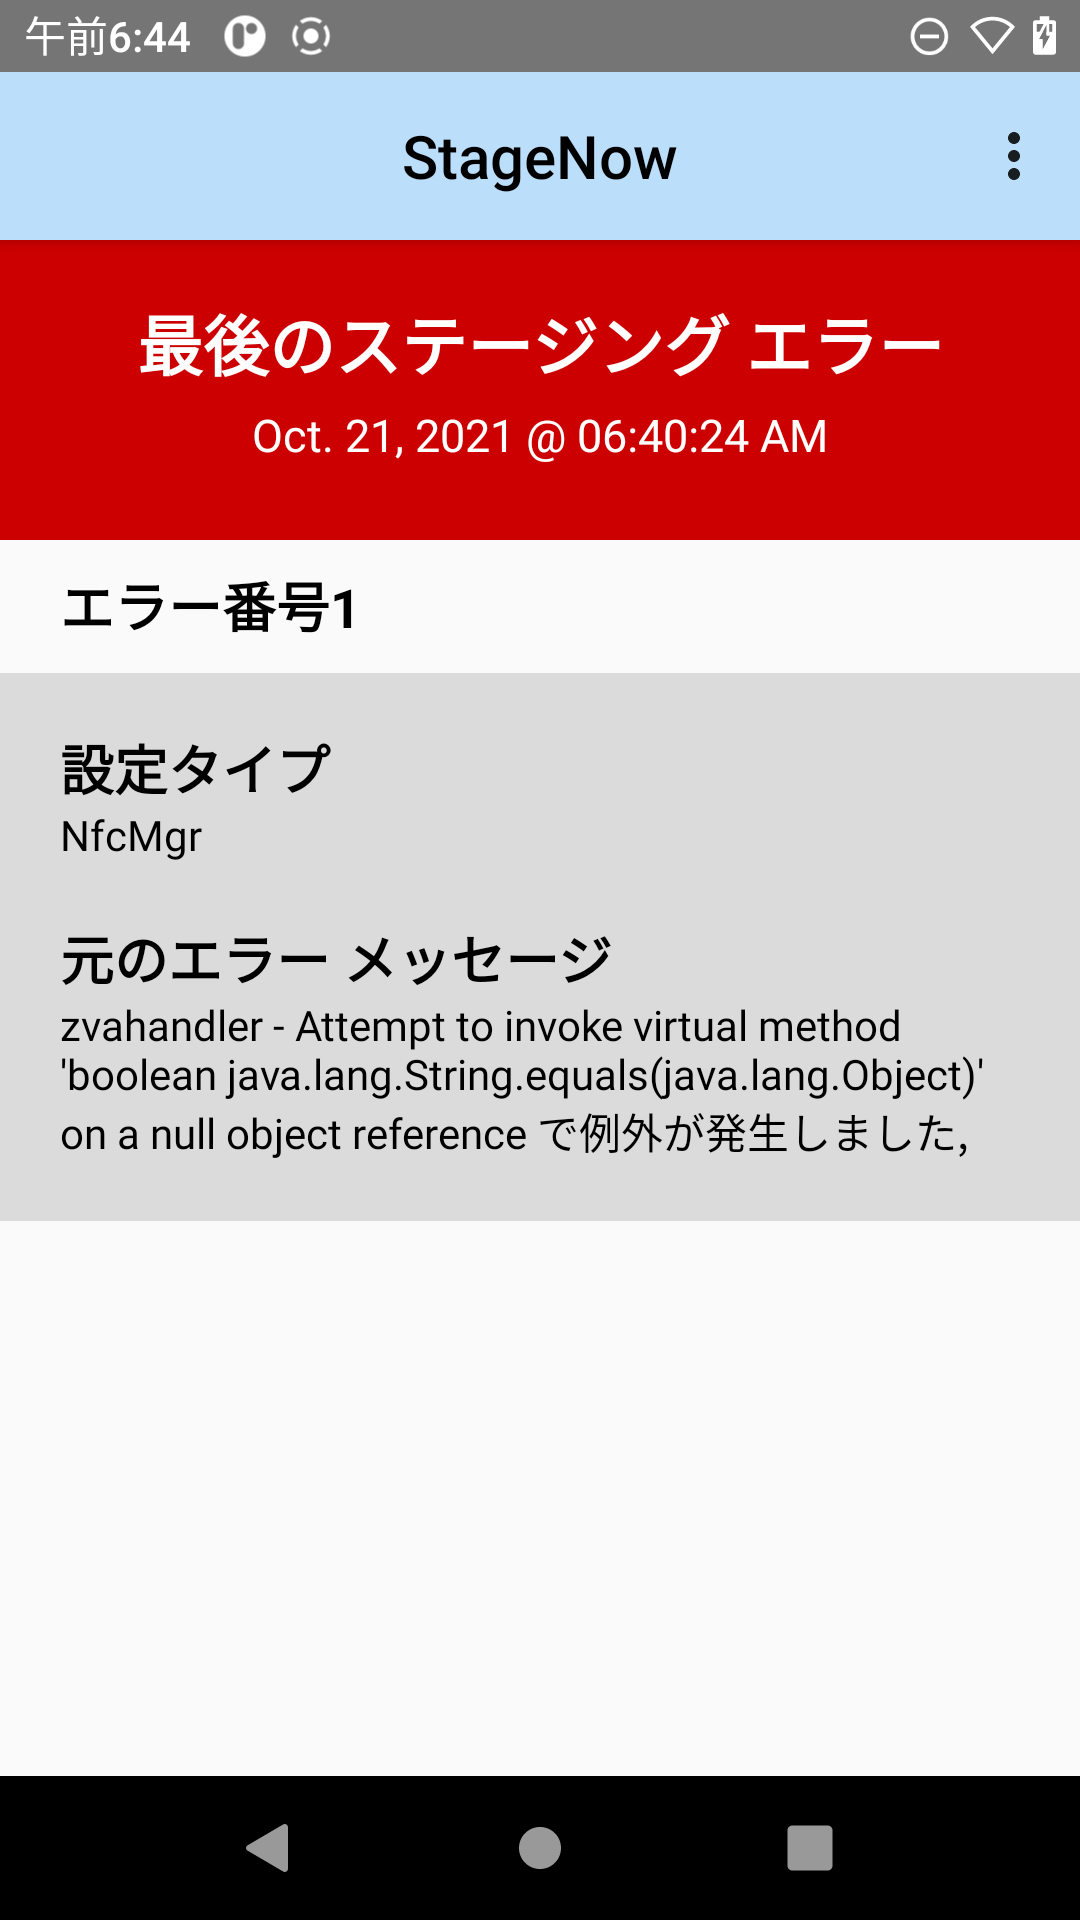 午前6:44
StageNow
最後のステージング エラー
Oct. 21, 2021 @ 06:40:24 AM
エラー番号1
設定タイプ
NfcMgr
元のエラー メッセージ
zvahandler - Attempt to invoke virtual method
'boolean java.lang.String.equals(java.lang.Object)'
on a null object reference で例外が発生しました,